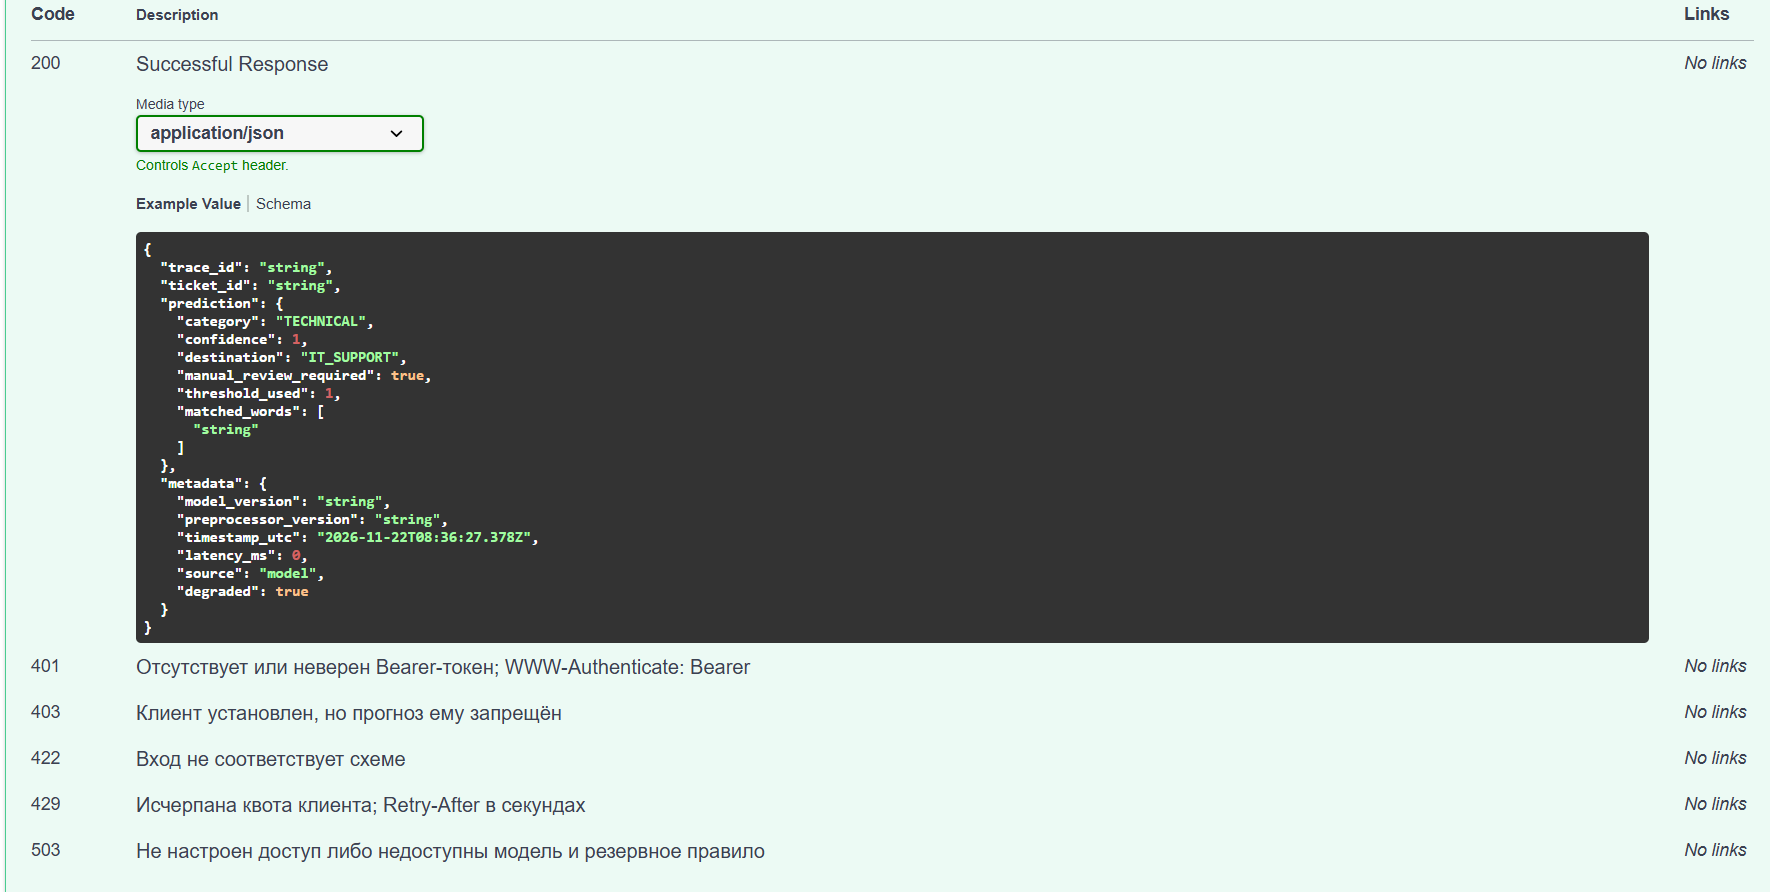 Code Description Links
200 Successful Response No links
Media type
application/json
Controls Accept header.
Example Value Schema
{
  "trace_id": "string",
  "ticket_id": "string",
  "prediction": {
    "category": "TECHNICAL",
    "confidence": 1,
    "destination": "IT_SUPPORT",
    "manual_review_required": true,
    "threshold_used": 1,
    "matched_words": [
      "string"
    ]
  },
  "metadata": {
    "model_version": "string",
    "preprocessor_version": "string",
    "timestamp_utc": "2026-11-22T08:36:27.378Z",
    "latency_ms": 0,
    "source": "model",
    "degraded": true
  }
}
401 Отсутствует или неверен Bearer-токен; WWW-Authenticate: Bearer No links
403 Клиент установлен, но прогноз ему запрещён No links
422 Вход не соответствует схеме No links
429 Исчерпана квота клиента; Retry-After в секундах No links
503 Не настроен доступ либо недоступны модель и резервное правило No links